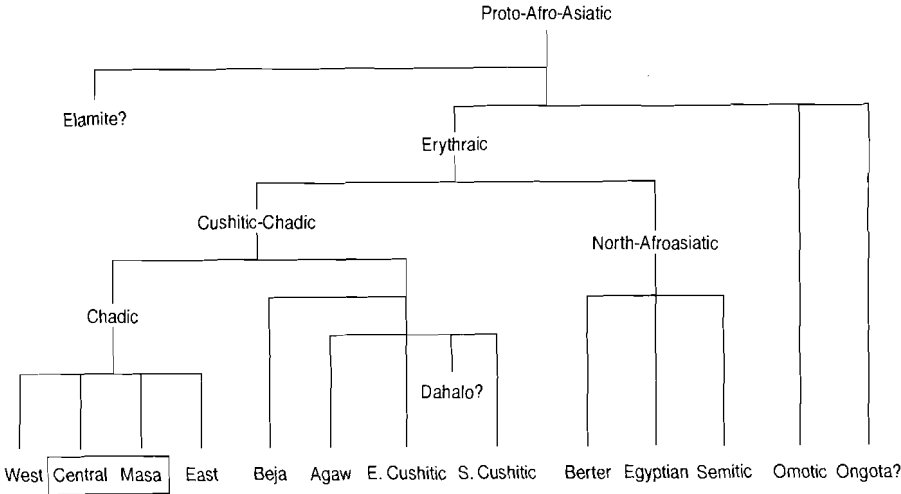 Proto-Afro-Asiatic
Elamite?
Erythraic
Cushitic-Chadic
North-Afroasiatic
Chadic
Dahalo?
West Central Masa East Beja Agaw E. Cushitic S. Cushitic Berter Egyptian Semitic Omotic Ongota?